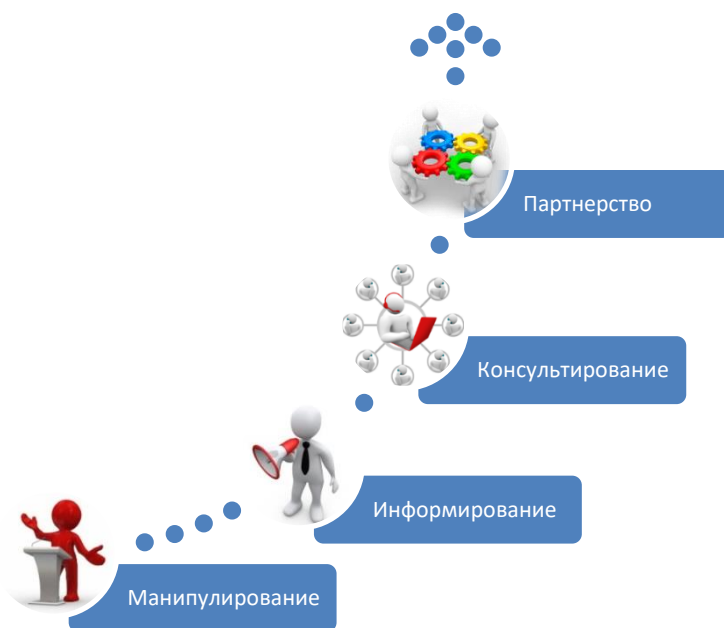 Партнерство
Консультирование
Информирование
Манипулирование